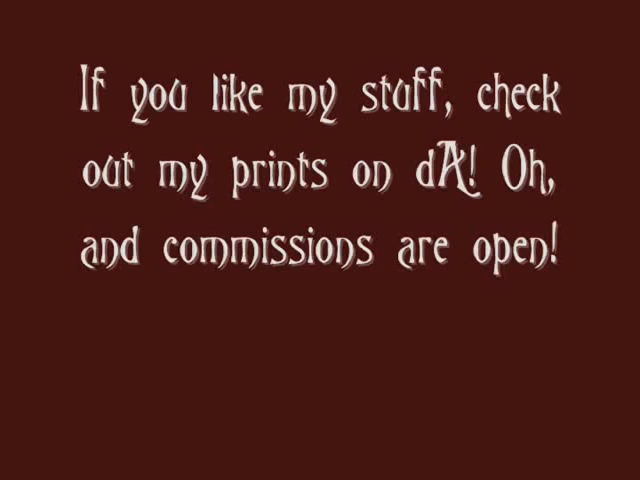 If you like my stuff, check
out my prints on dA! Oh,
and commissions are open!